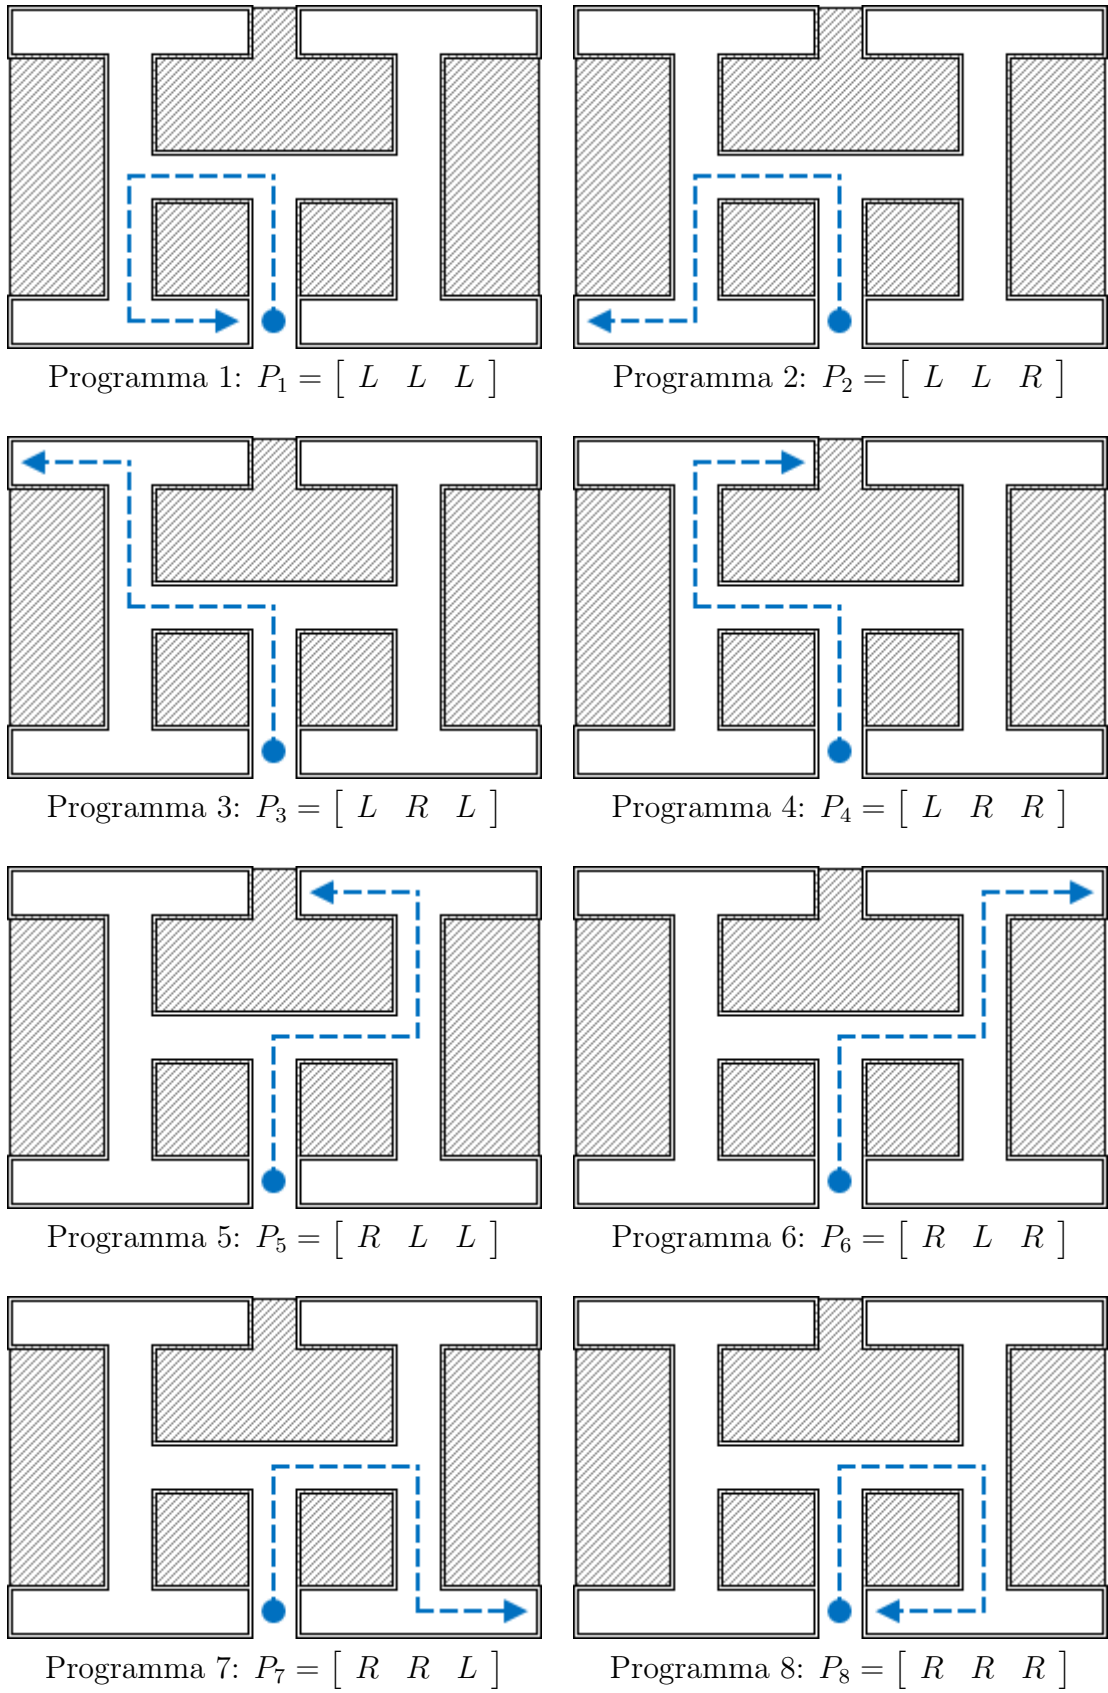 Programma 1: P₁ = [ L L L ]
Programma 2: P₂ = [ L L R ]
Programma 3: P₃ = [ L R L ]
Programma 4: P₄ = [ L R R ]
Programma 5: P₅ = [ R L L ]
Programma 6: P₆ = [ R L R ]
Programma 7: P₇ = [ R R L ]
Programma 8: P₈ = [ R R R ]